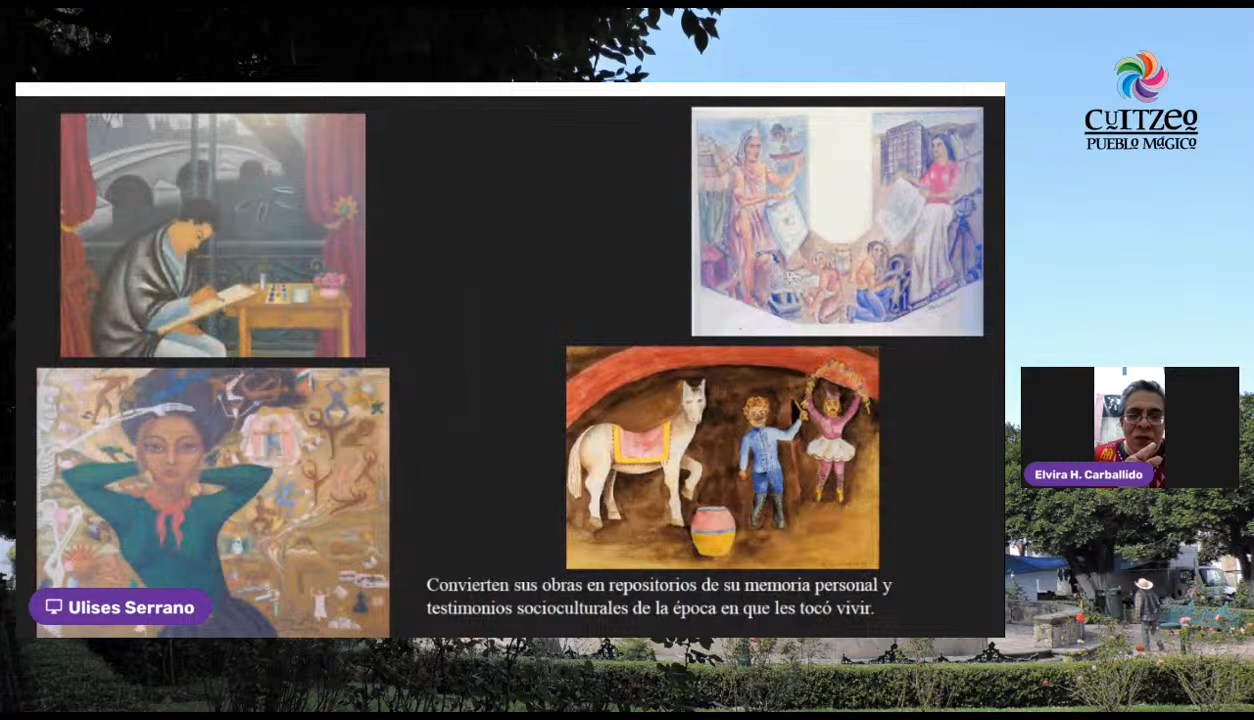 CUITZEO
PUEBLO MáGICO
Elvira H. Carballido
Convierten sus obras en repositorios de su memoria personal y
testimonios socioculturales de la época en que les tocó vivir.
Ulises Serrano